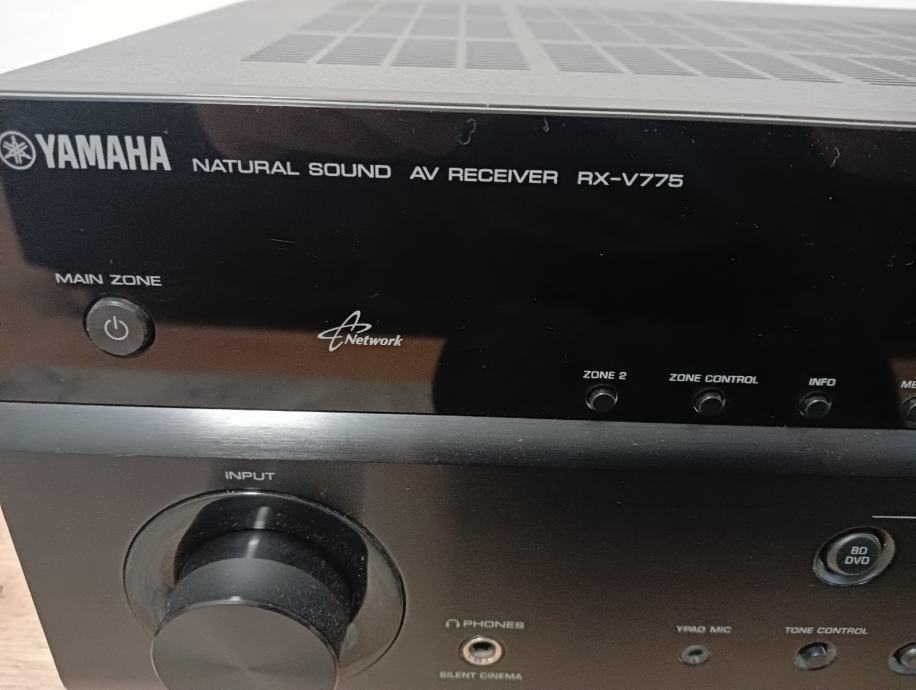 YAMAHA NATURAL SOUND AV RECEIVER RX-V775
MAIN ZONE
Network
ZONE 2 ZONE CONTROL INFO
INPUT
BD
DVD
PHONES YPAO MIC TONE CONTROL
SILENT CINEMA